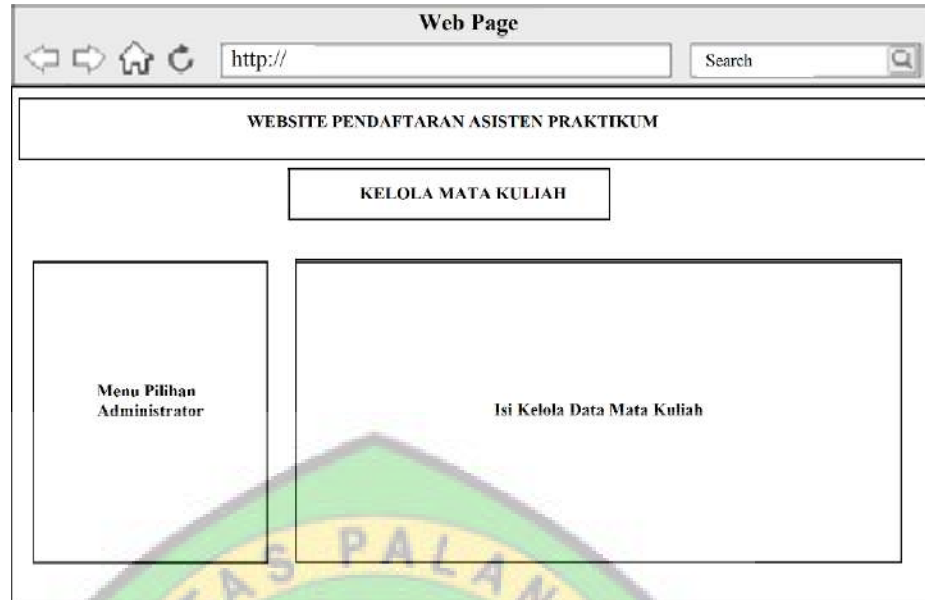 Web Page
http://
Search
WEBSITE PENDAFTARAN ASISTEN PRAKTIKUM
KELOLA MATA KULIAH
Menu Pilihan
Administrator
Isi Kelola Data Mata Kuliah